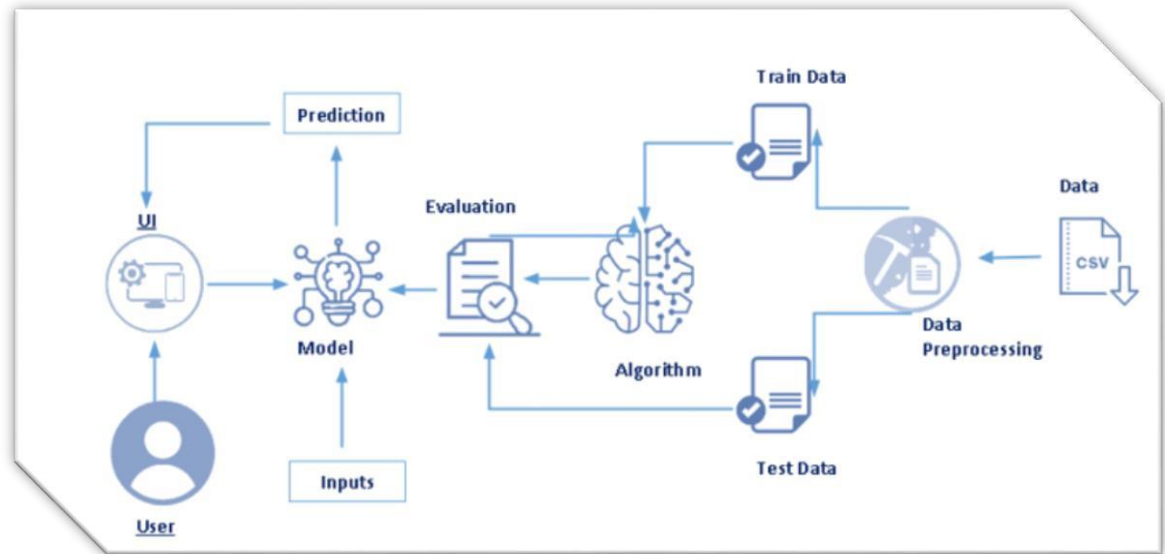 Train Data
Prediction
Data
Evaluation
UI
CSV
Model
Data
Preprocessing
Algorithm
Test Data
Inputs
User